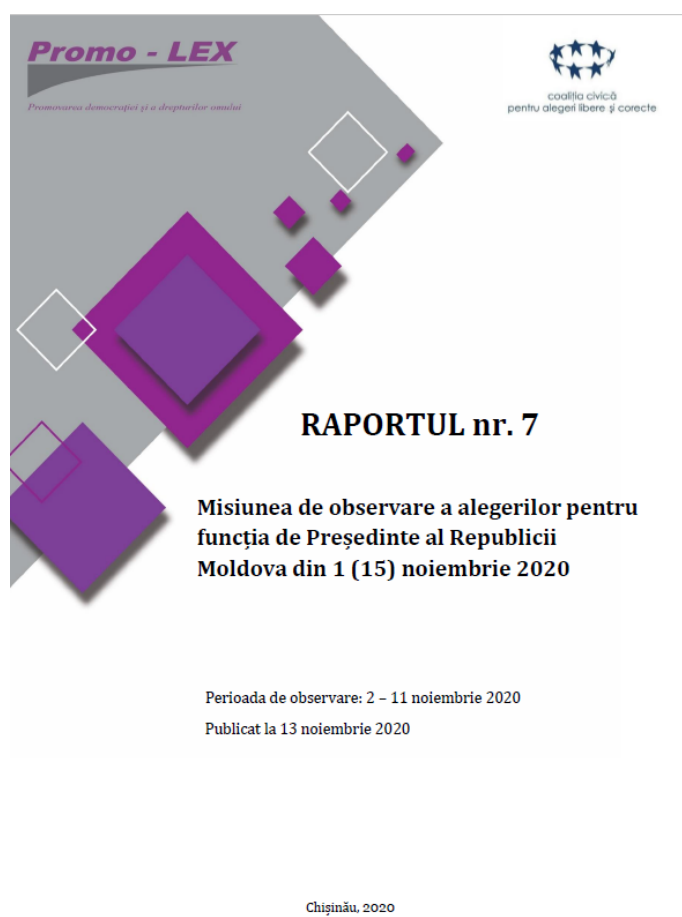 Promo - LEX
Promovarea democrației și a drepturilor omului
coaliția civică
pentru alegeri libere și corecte
RAPORTUL nr. 7
Misiunea de observare a alegerilor pentru
funcția de Președinte al Republicii
Moldova din 1 (15) noiembrie 2020
Perioada de observare: 2 – 11 noiembrie 2020
Publicat la 13 noiembrie 2020
Chișinău, 2020